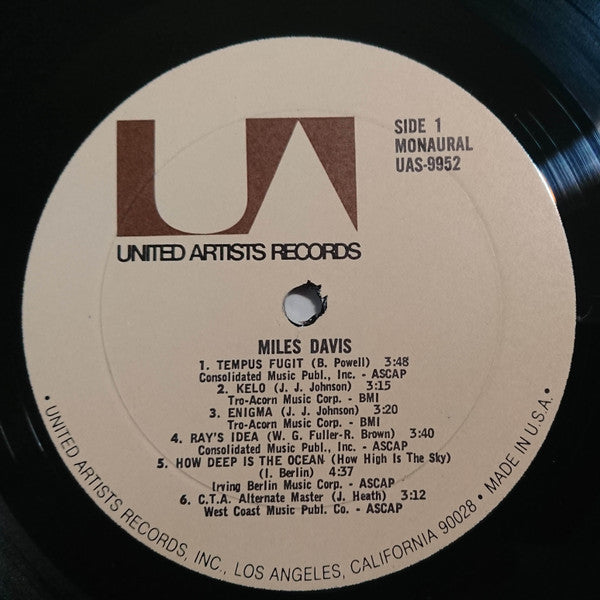 UA
UNITED ARTISTS RECORDS
SIDE 1
MONAURAL
UAS-9952
MILES DAVIS
1. TEMPUS FUGIT (B. Powell) 3:48
Consolidated Music Publ., Inc. - ASCAP
2. KELO (J. J. Johnson) 3:15
Tro-Acorn Music Corp. - BMI
3. ENIGMA (J. J. Johnson) 3:20
Tro-Acorn Music Corp. - BMI
4. RAY'S IDEA (W. G. Fuller-R. Brown) 3:40
Consolidated Music Publ., Inc. - ASCAP
5. HOW DEEP IS THE OCEAN (How High Is The Sky)
(I. Berlin) 4:37
Irving Berlin Music Corp. - ASCAP
6. C.T.A. Alternate Master (J. Heath) 3:12
West Coast Music Publ. Co. - ASCAP
• UNITED ARTISTS RECORDS, INC., LOS ANGELES, CALIFORNIA 90028 • MADE IN U.S.A. •